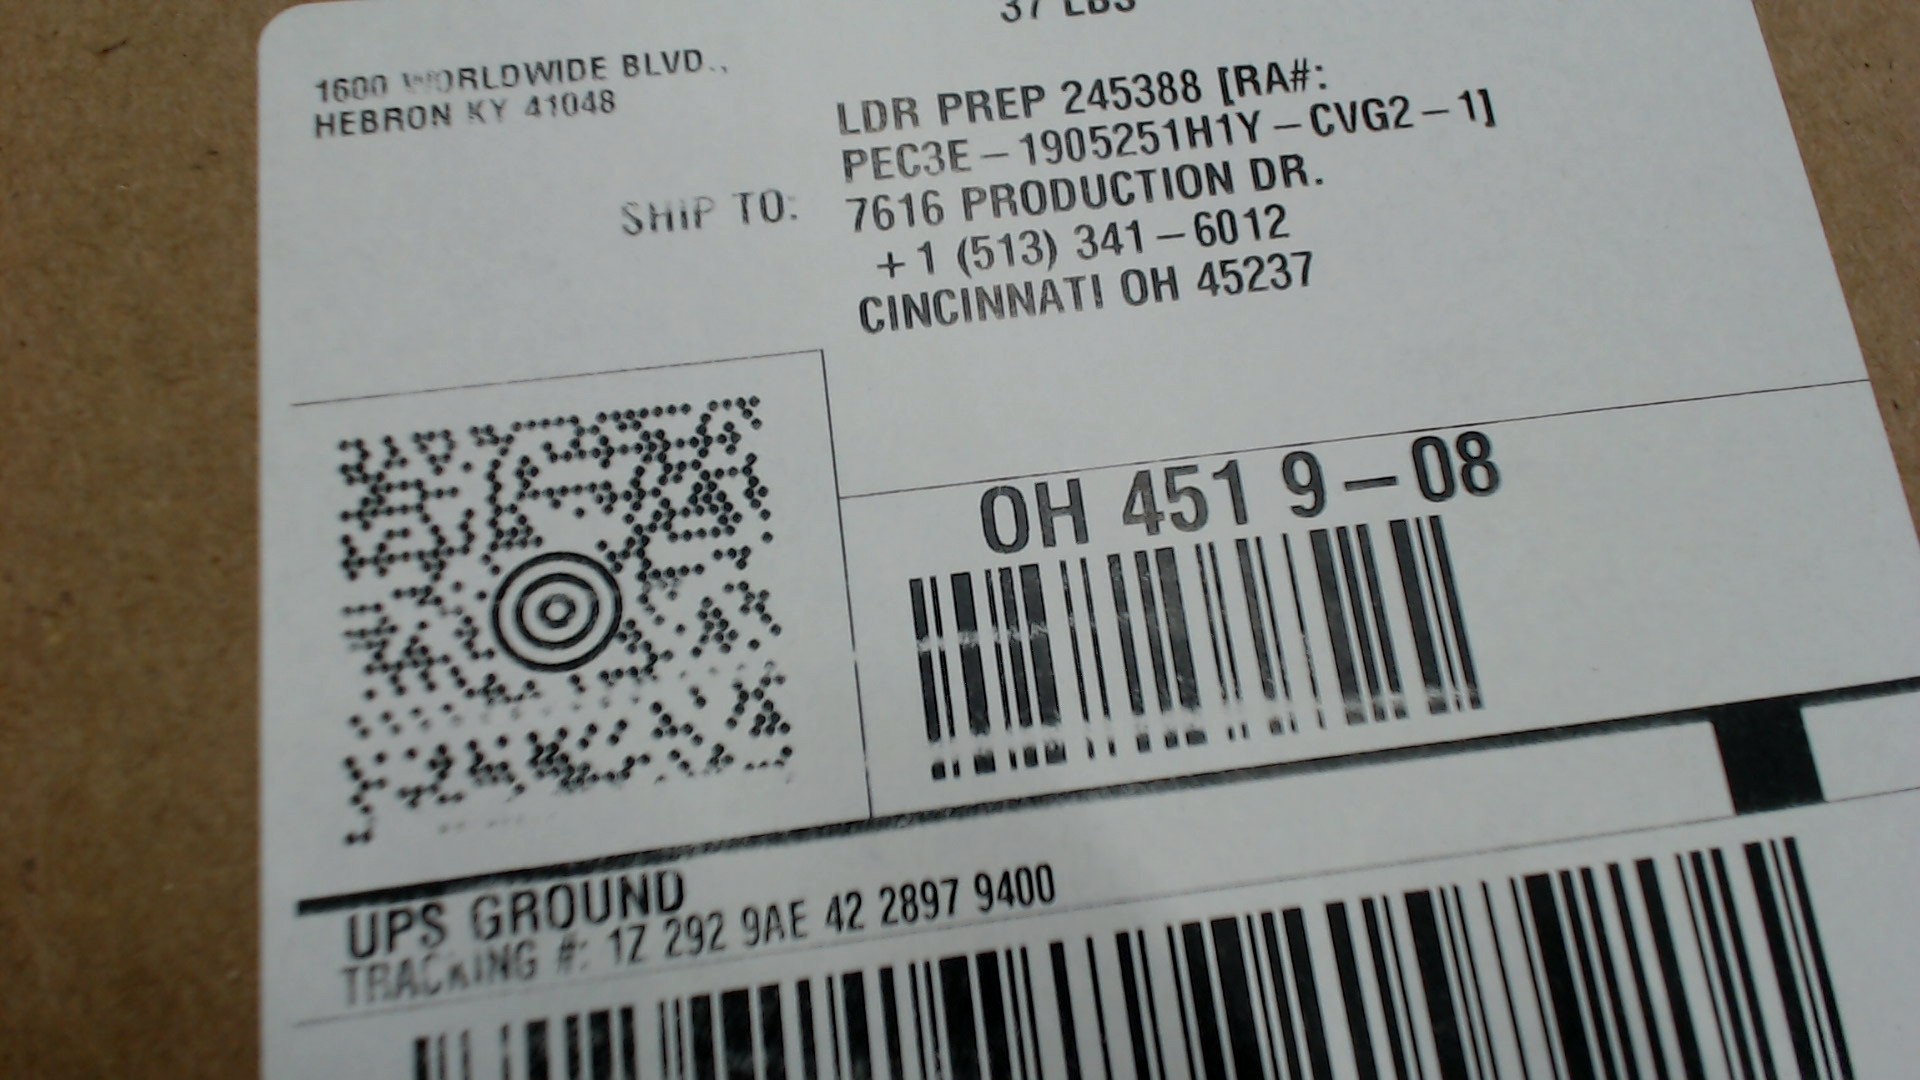 37 LBS
1600 WORLDWIDE BLVD.,
HEBRON KY 41048
SHIP TO:
LDR PREP 245388 [RA#:
PEC3E-1905251H1Y-CVG2-1]
7616 PRODUCTION DR.
+1 (513) 341-6012
CINCINNATI OH 45237
OH 451 9-08
UPS GROUND
TRACKING #: 1Z 292 9AE 42 2897 9400